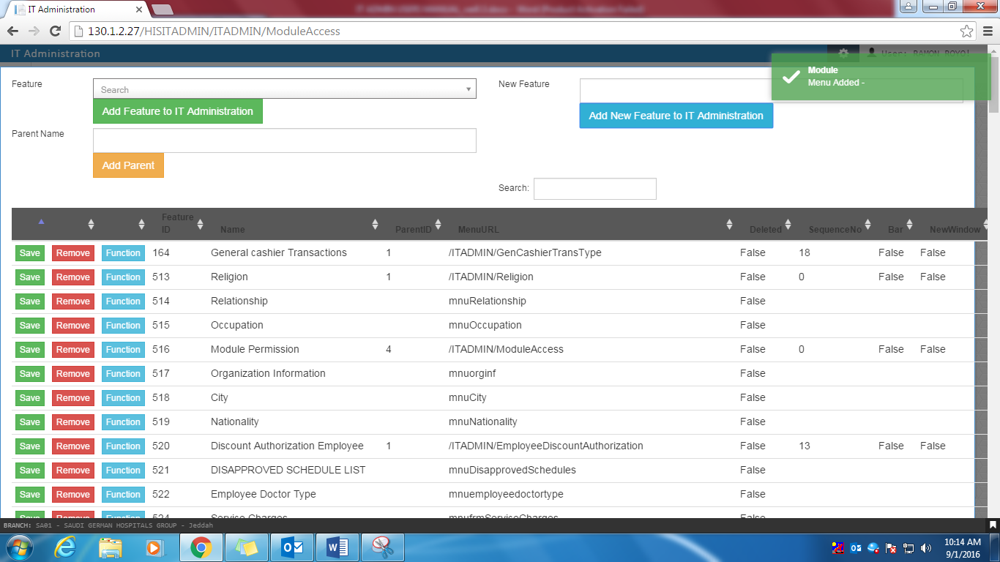 IT Administration
130.1.2.27/HISITADMIN/ITADMIN/ModuleAccess
IT Administration
Module
Menu Added -
Feature
Search
New Feature
Add Feature to IT Administration
Add New Feature to IT Administration
Parent Name
Add Parent
Search:
Feature ID Name ParentID MenuURL Deleted SequenceNo Bar NewWindow
Save Remove Function 164 General cashier Transactions 1 /ITADMIN/GenCashierTransType False 18 False False
Save Remove Function 513 Religion 1 /ITADMIN/Religion False 0 False False
Save Remove Function 514 Relationship mnuRelationship False
Save Remove Function 515 Occupation mnuOccupation False
Save Remove Function 516 Module Permission 4 /ITADMIN/ModuleAccess False 0 False False
Save Remove Function 517 Organization Information mnuorginf False
Save Remove Function 518 City mnuCity False
Save Remove Function 519 Nationality mnuNationality False
Save Remove Function 520 Discount Authorization Employee 1 /ITADMIN/EmployeeDiscountAuthorization False 13 False False
Save Remove Function 521 DISAPPROVED SCHEDULE LIST mnuDisapprovedSchedules False
Save Remove Function 522 Employee Doctor Type mnuemployeedoctortype False
Save Remove Function 524 Service Charges mnufrmServiceCharges False
BRANCH: SA01 - SAUDI GERMAN HOSPITALS GROUP - Jeddah
10:14 AM
9/1/2016